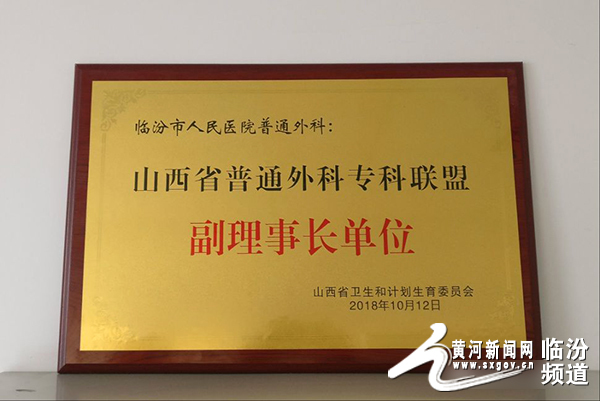 临汾市人民医院普通外科：
山西省普通外科专科联盟
副理事长单位
山西省卫生和计划生育委员会
2018年10月12日
黄河新闻网 临汾
www.sxgov.cn 频道